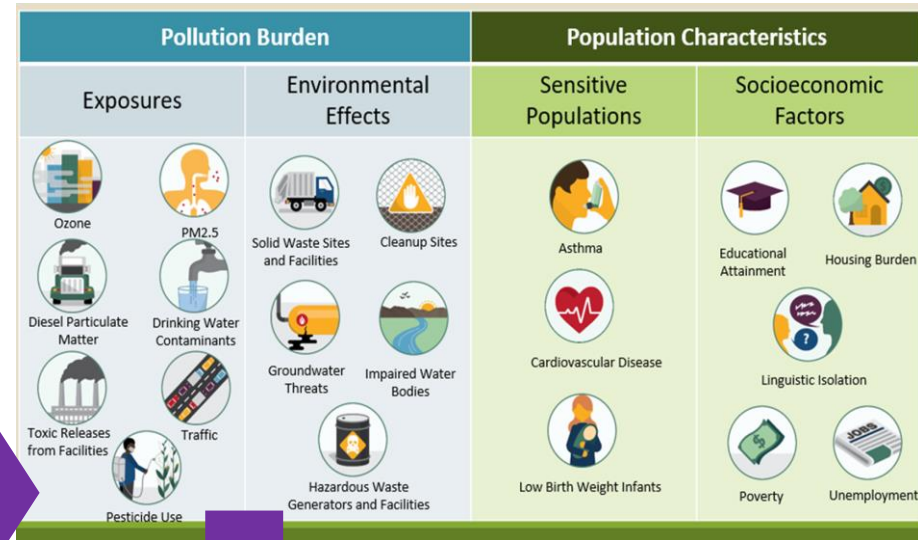 Pollution Burden
Population Characteristics
Exposures
Environmental
Effects
Sensitive
Populations
Socioeconomic
Factors
Ozone
PM2.5
Diesel Particulate
Matter
Drinking Water
Contaminants
Toxic Releases
from Facilities
Traffic
Pesticide Use
Solid Waste Sites
and Facilities
Cleanup Sites
Groundwater
Threats
Impaired Water
Bodies
Hazardous Waste
Generators and Facilities
Asthma
Cardiovascular Disease
Low Birth Weight Infants
Educational
Attainment
Housing Burden
?
Linguistic Isolation
$
Poverty
JOBS
Unemployment